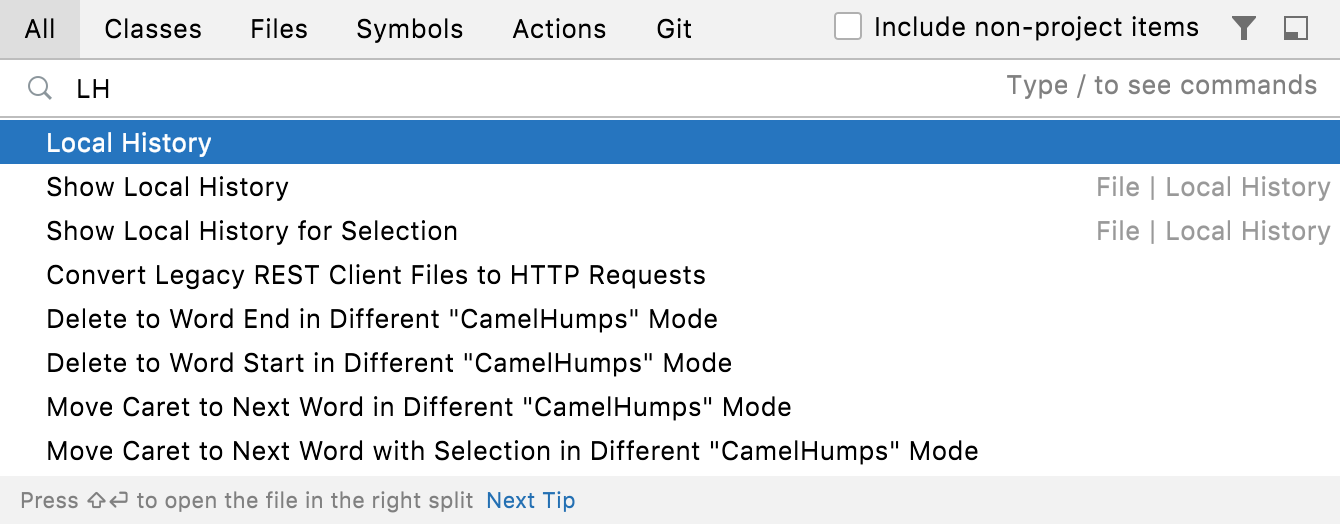 All Classes Files Symbols Actions Git Include non-project items
LH Type / to see commands
Local History
Show Local History File | Local History
Show Local History for Selection File | Local History
Convert Legacy REST Client Files to HTTP Requests
Delete to Word End in Different "CamelHumps" Mode
Delete to Word Start in Different "CamelHumps" Mode
Move Caret to Next Word in Different "CamelHumps" Mode
Move Caret to Next Word with Selection in Different "CamelHumps" Mode
Press ⇧⏎ to open the file in the right split Next Tip